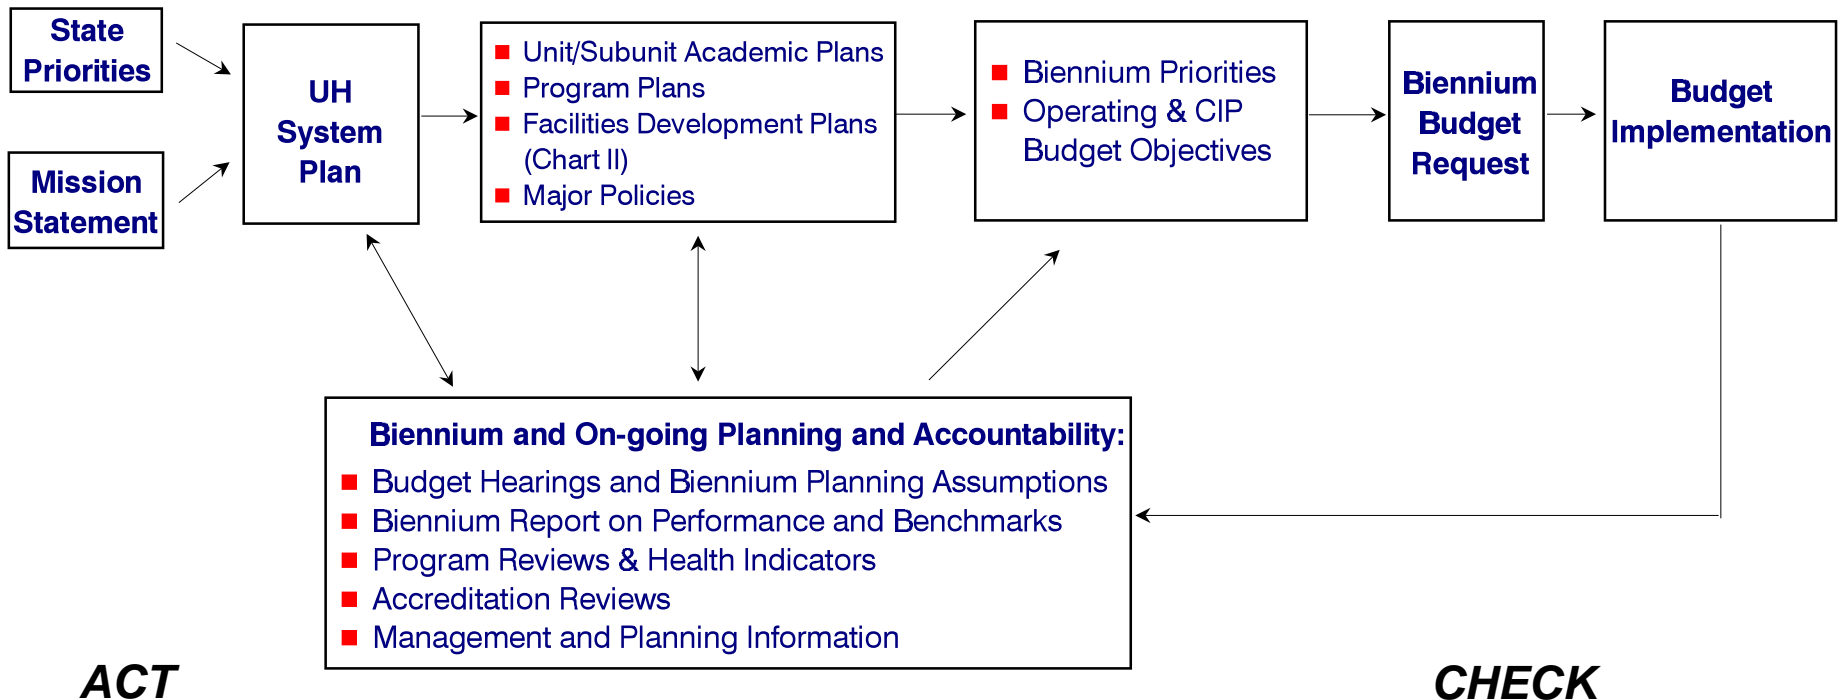 State
Priorities
Mission
Statement
UH
System
Plan
Unit/Subunit Academic Plans
Program Plans
Facilities Development Plans
(Chart II)
Major Policies
Biennium Priorities
Operating & CIP
Budget Objectives
Biennium
Budget
Request
Budget
Implementation
Biennium and On-going Planning and Accountability:
Budget Hearings and Biennium Planning Assumptions
Biennium Report on Performance and Benchmarks
Program Reviews & Health Indicators
Accreditation Reviews
Management and Planning Information
ACT
CHECK